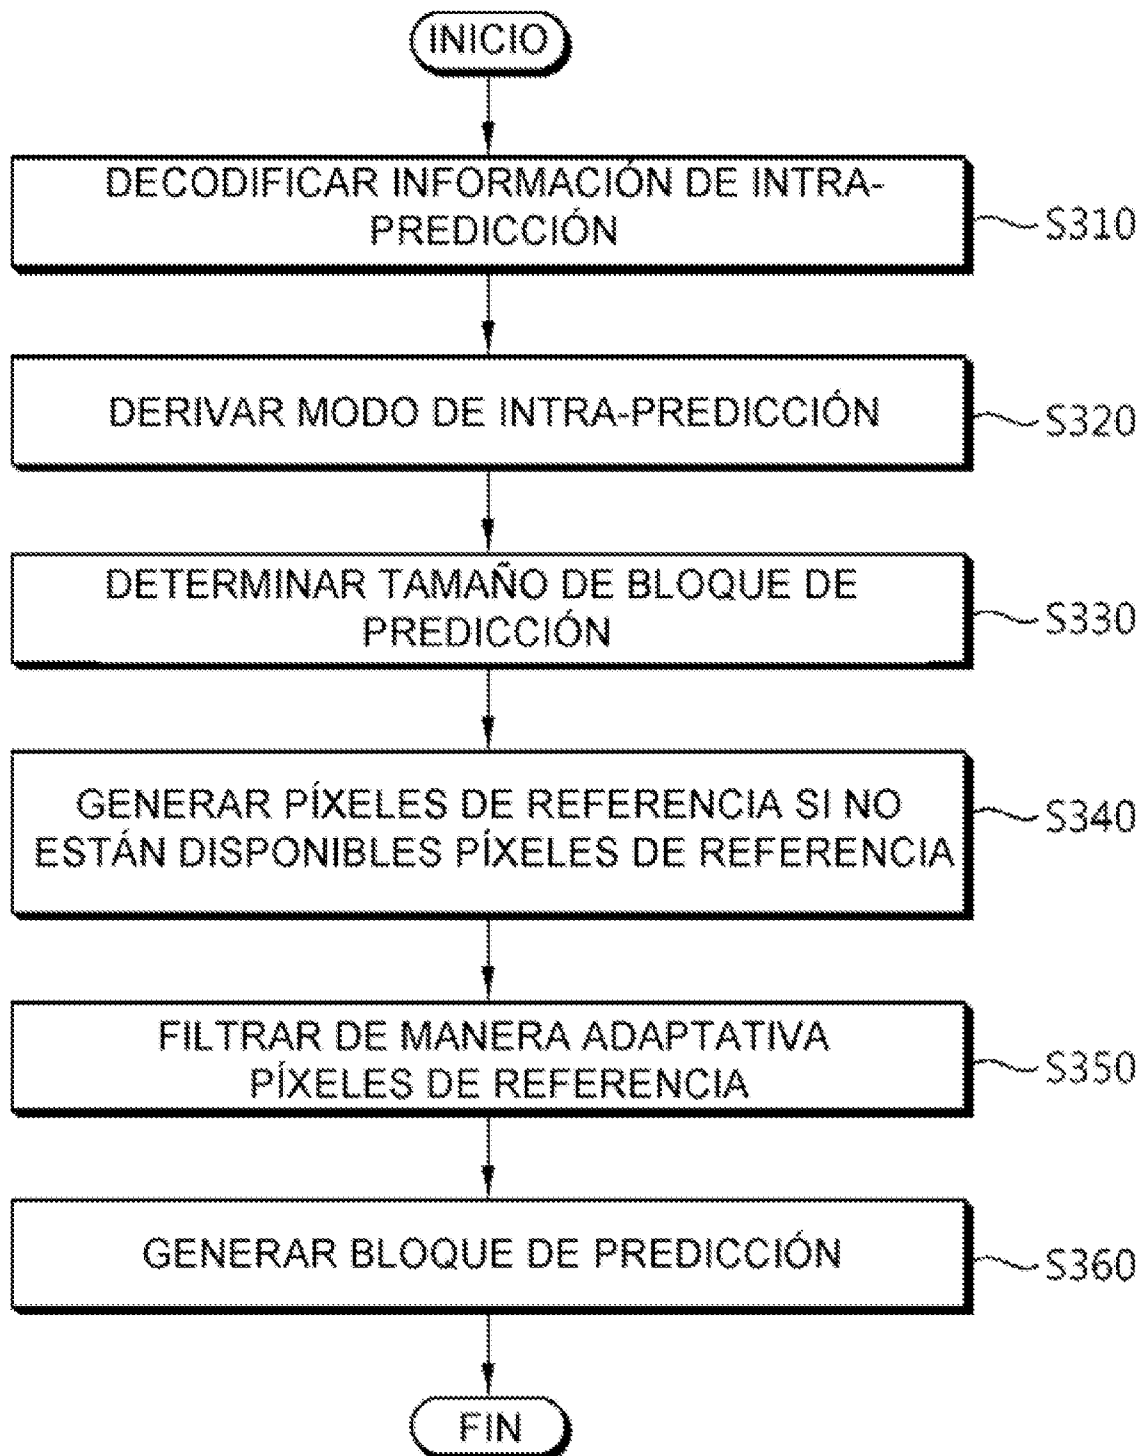 INICIO
DECODIFICAR INFORMACIÓN DE INTRA-
PREDICCIÓN
S310
DERIVAR MODO DE INTRA-PREDICCIÓN
S320
DETERMINAR TAMAÑO DE BLOQUE DE
PREDICCIÓN
S330
GENERAR PÍXELES DE REFERENCIA SI NO
ESTÁN DISPONIBLES PÍXELES DE REFERENCIA
S340
FILTRAR DE MANERA ADAPTATIVA
PÍXELES DE REFERENCIA
S350
GENERAR BLOQUE DE PREDICCIÓN
S360
FIN